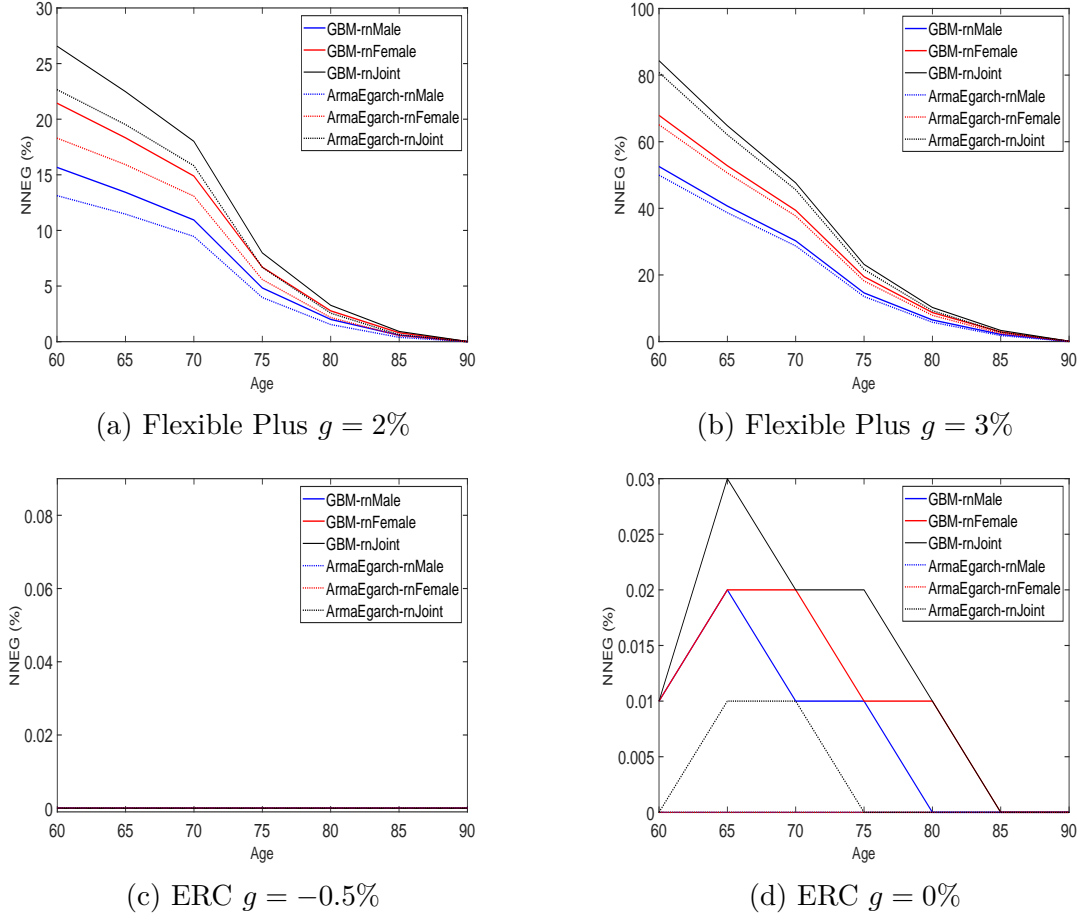 30
25
20
15
10
5
0
NNEG (%)
GBM-rnMale
GBM-rnFemale
GBM-rnJoint
ArmaEgarch-rnMale
ArmaEgarch-rnFemale
ArmaEgarch-rnJoint
60 65 70 75 80 85 90
Age
(a) Flexible Plus g = 2%
100
80
60
40
20
0
NNEG (%)
GBM-rnMale
GBM-rnFemale
GBM-rnJoint
ArmaEgarch-rnMale
ArmaEgarch-rnFemale
ArmaEgarch-rnJoint
60 65 70 75 80 85 90
Age
(b) Flexible Plus g = 3%
0.08
0.06
0.04
0.02
0
NNEG (%)
GBM-rnMale
GBM-rnFemale
GBM-rnJoint
ArmaEgarch-rnMale
ArmaEgarch-rnFemale
ArmaEgarch-rnJoint
60 65 70 75 80 85 90
Age
(c) ERC g = −0.5%
0.03
0.025
0.02
0.015
0.01
0.005
0
NNEG (%)
GBM-rnMale
GBM-rnFemale
GBM-rnJoint
ArmaEgarch-rnMale
ArmaEgarch-rnFemale
ArmaEgarch-rnJoint
60 65 70 75 80 85 90
Age
(d) ERC g = 0%